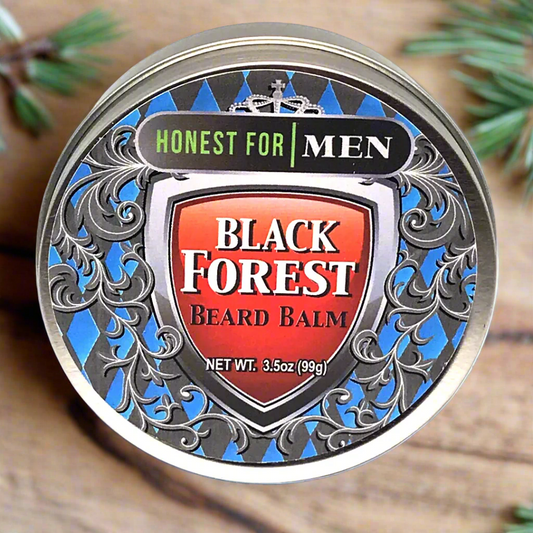 HONEST FOR | MEN
BLACK
FOREST
BEARD BALM
NET WT. 3.5oz (99g)